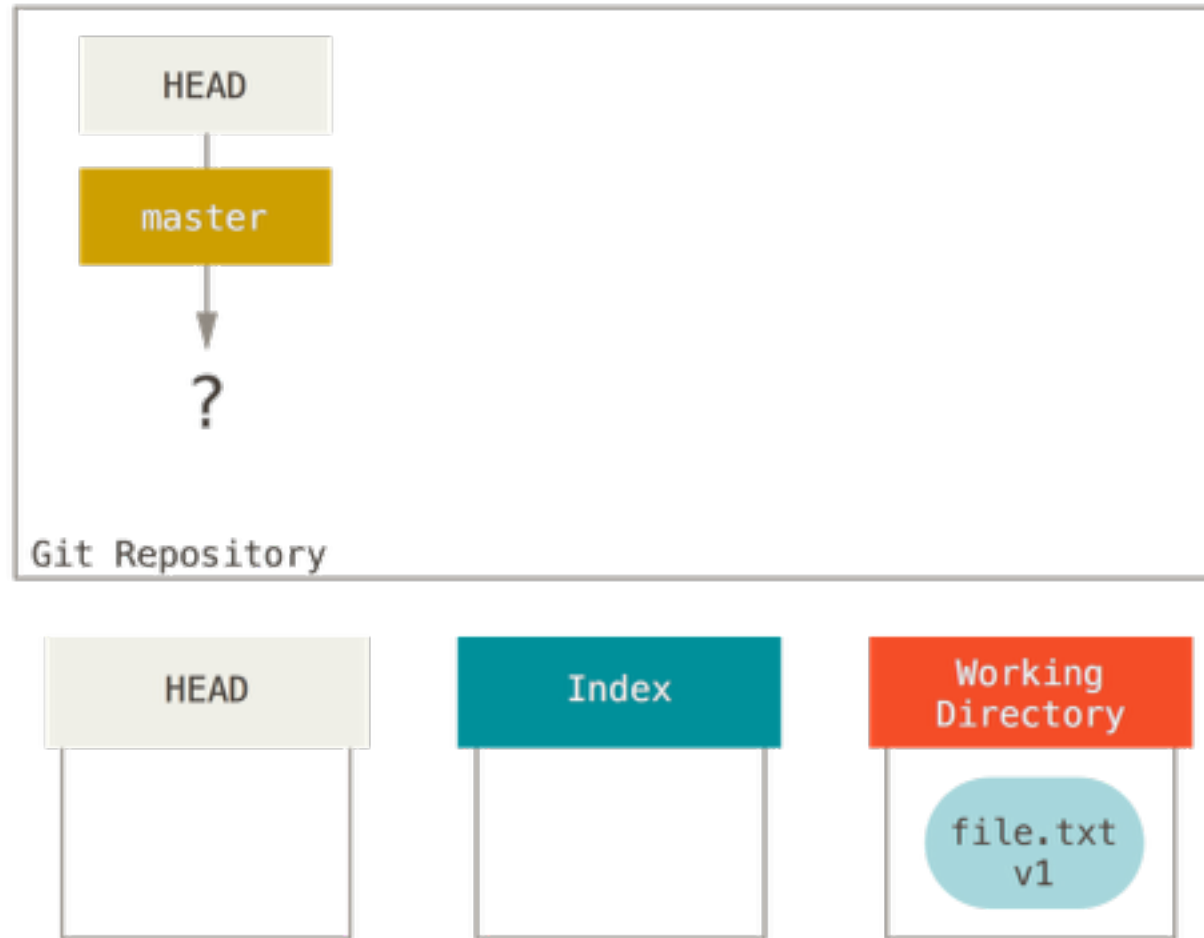 HEAD
master
?
Git Repository
HEAD
Index
Working
Directory
file.txt
v1